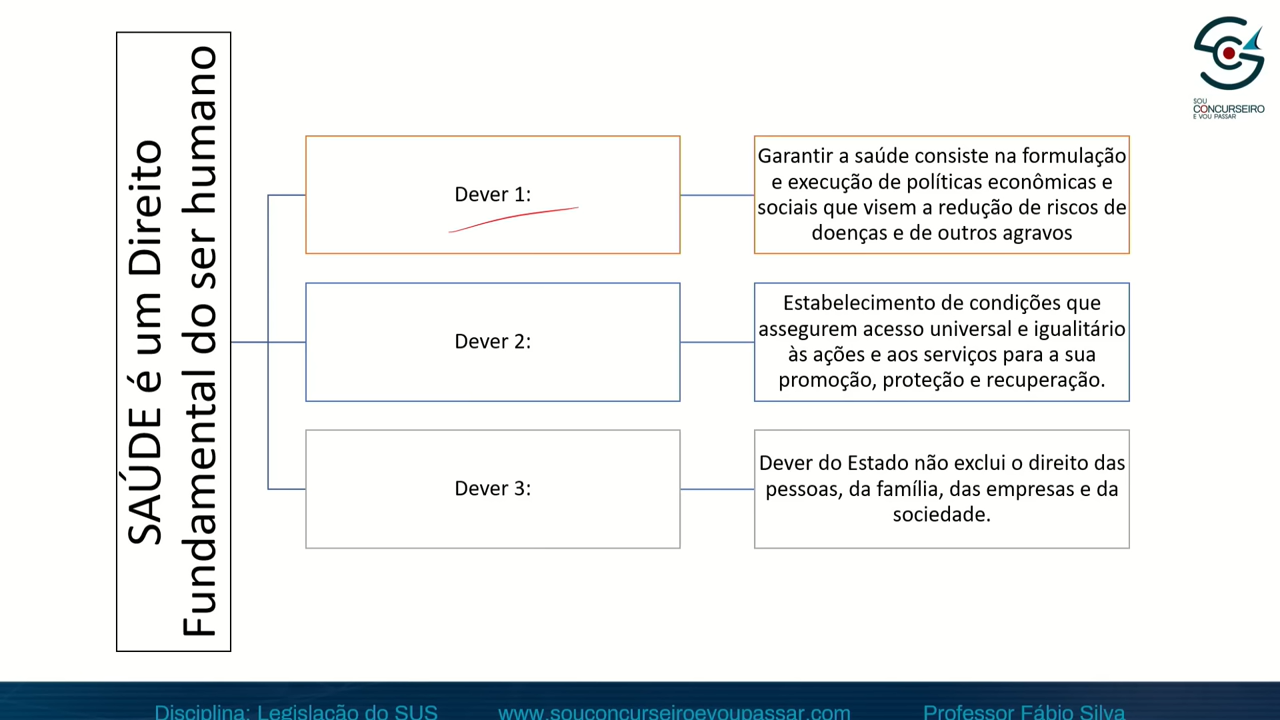 SAÚDE é um Direito
Fundamental do ser humano
Dever 1:
Garantir a saúde consiste na formulação
e execução de políticas econômicas e
sociais que visem a redução de riscos de
doenças e de outros agravos
Dever 2:
Estabelecimento de condições que
assegurem acesso universal e igualitário
às ações e aos serviços para a sua
promoção, proteção e recuperação.
Dever 3:
Dever do Estado não exclui o direito das
pessoas, da família, das empresas e da
sociedade.
SOU
CONCURSEIRO
E VOU PASSAR
Disciplina: Legislação do SUS www.souconcurseiroevoupassar.com Professor Fábio Silva